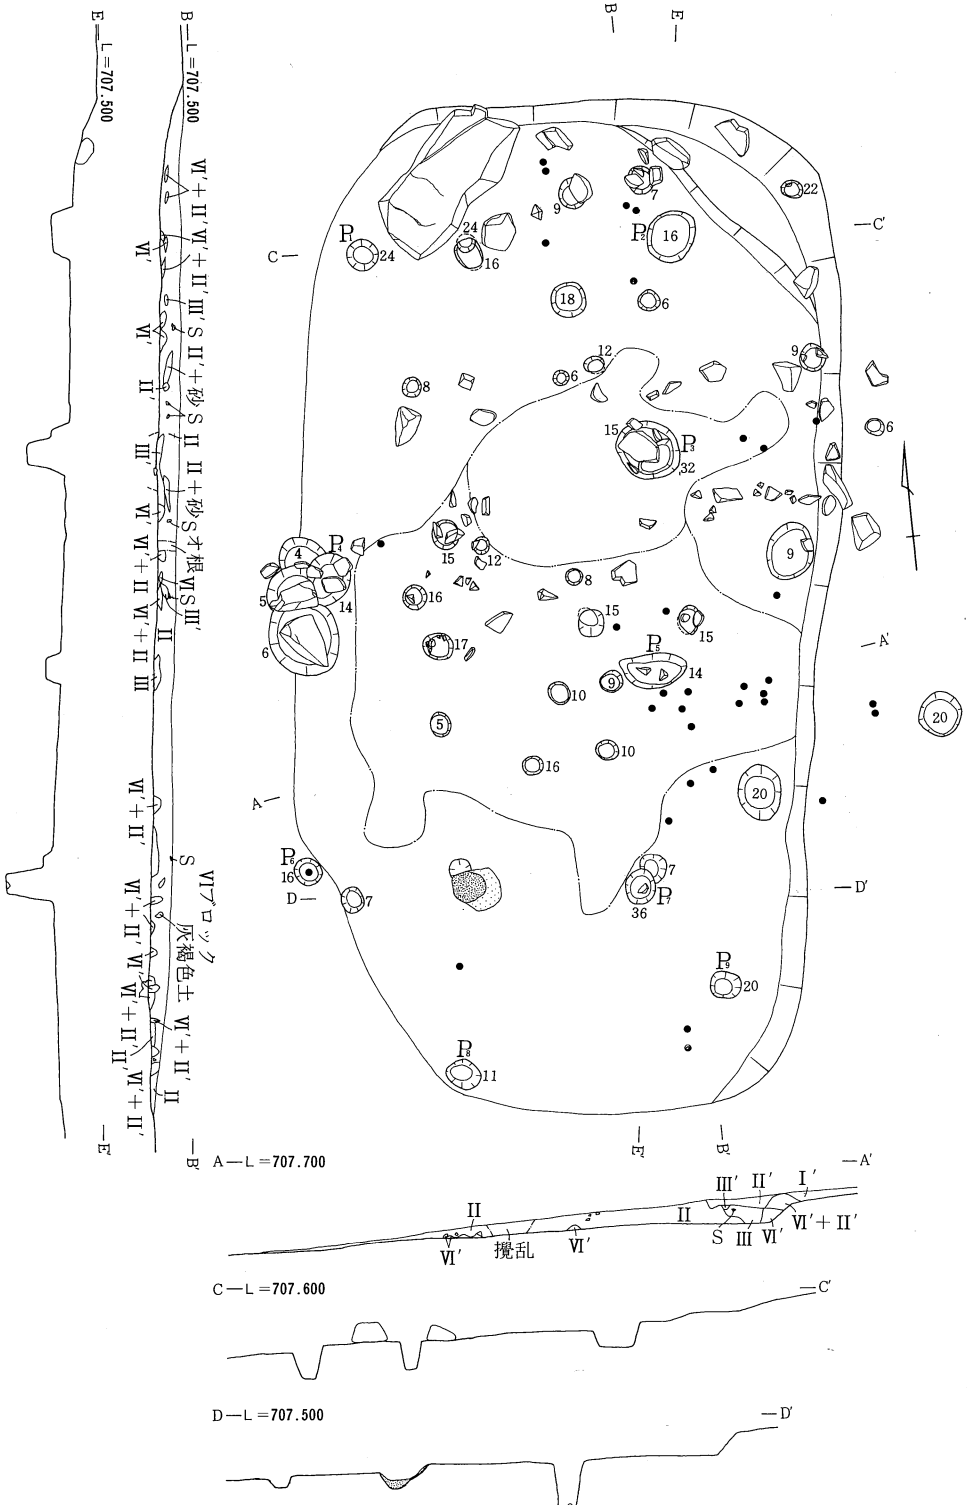 E—L=707.500
B—L=707.500
Ⅵ'+Ⅱ'
Ⅵ'+Ⅱ'
Ⅲ'
S
Ⅱ'+砂
S
Ⅱ
Ⅱ+砂
S
オ根
Ⅵ
S
Ⅲ'
Ⅱ
S
Ⅵブロック
灰褐色土
Ⅵ'+Ⅱ'
Ⅱ
Ⅵ'
Ⅵ'
Ⅱ'
Ⅲ'
Ⅵ'
Ⅵ'+Ⅱ
Ⅵ'+Ⅱ
Ⅲ
Ⅵ'+Ⅱ'
Ⅵ'+Ⅱ'
Ⅵ'
Ⅵ'+Ⅱ'
Ⅱ'
Ⅵ'+Ⅱ'
—E'
—B'
B—
E—
22
7
9
P1
24
24
16
P2
16
C—
—C'
18
6
12
6
9
8
6
15
P3
32
4
P4
5
14
6
15
12
9
8
16
15
15
17
P5
14
9
10
—A'
5
10
16
20
20
A—
P6
16
D—
7
7
P7
36
—D'
P9
20
P8
11
—E'
—B'
A—L=707.700
—A'
Ⅱ
Ⅵ'
攪乱
Ⅵ'
Ⅱ
Ⅲ'
Ⅱ'
Ⅰ'
S
Ⅲ
Ⅵ'
Ⅵ'+Ⅱ'
C—L=707.600
—C'
D—L=707.500
—D'